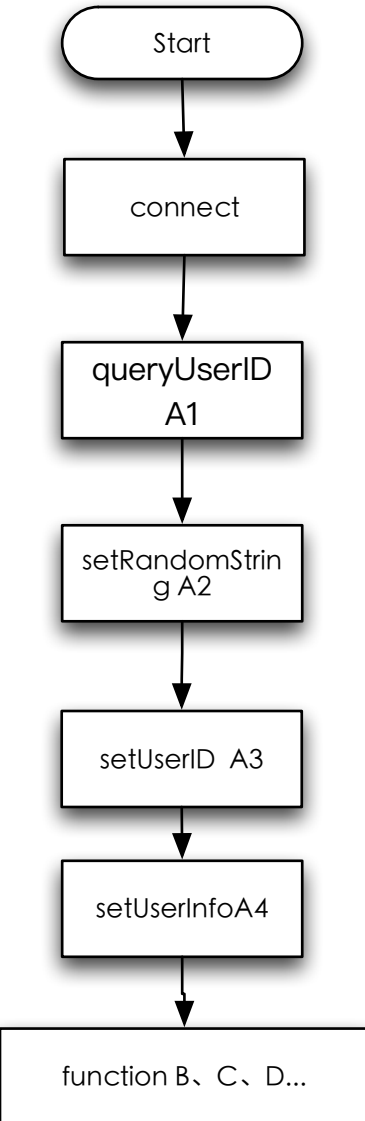 Start
connect
queryUserID
A1
setRandomStrin
g A2
setUserID  A3
setUserInfoA4
function B、C、D...